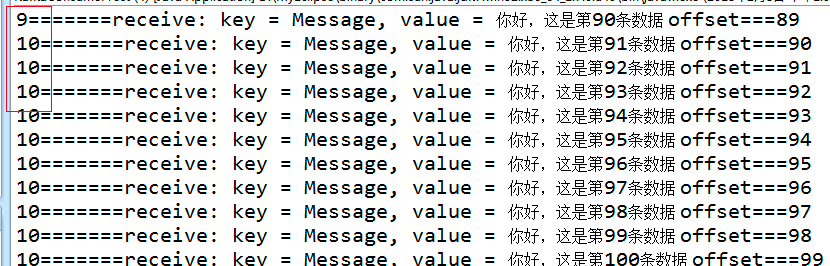 9=======receive: key = Message, value = 你好，这是第90条数据 offset===89
10=======receive: key = Message, value = 你好，这是第91条数据 offset===90
10=======receive: key = Message, value = 你好，这是第92条数据 offset===91
10=======receive: key = Message, value = 你好，这是第93条数据 offset===92
10=======receive: key = Message, value = 你好，这是第94条数据 offset===93
10=======receive: key = Message, value = 你好，这是第95条数据 offset===94
10=======receive: key = Message, value = 你好，这是第96条数据 offset===95
10=======receive: key = Message, value = 你好，这是第97条数据 offset===96
10=======receive: key = Message, value = 你好，这是第98条数据 offset===97
10=======receive: key = Message, value = 你好，这是第99条数据 offset===98
10=======receive: key = Message, value = 你好，这是第100条数据 offset===99